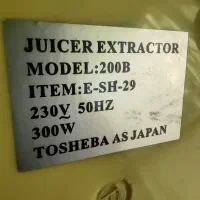 JUICER EXTRACTOR
MODEL:200B
ITEM:E-SH-29
230V 50HZ
300W
TOSHEBA AS JAPAN